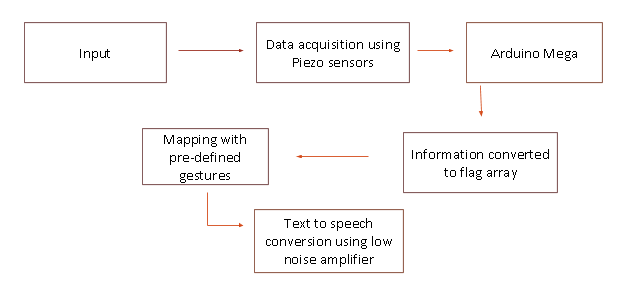 Input
Data acquisition using
Piezo sensors
Arduino Mega
Information converted
to flag array
Mapping with
pre-defined
gestures
Text to speech
conversion using low
noise amplifier